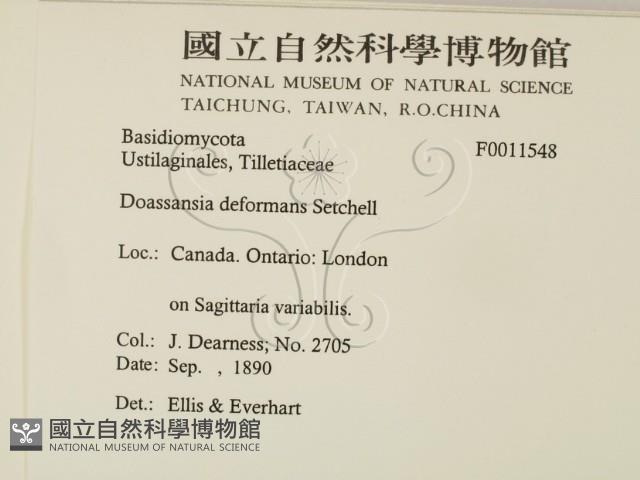 國立自然科學博物館
NATIONAL MUSEUM OF NATURAL SCIENCE
TAICHUNG, TAIWAN, R.O.CHINA
Basidiomycota F0011548
Ustilaginales, Tilletiaceae
Doassansia deformans Setchell
Loc.: Canada. Ontario: London
on Sagittaria variabilis.
Col.: J. Dearness; No. 2705
Date: Sep. , 1890
Det.: Ellis & Everhart
國立自然科學博物館
NATIONAL MUSEUM OF NATURAL SCIENCE